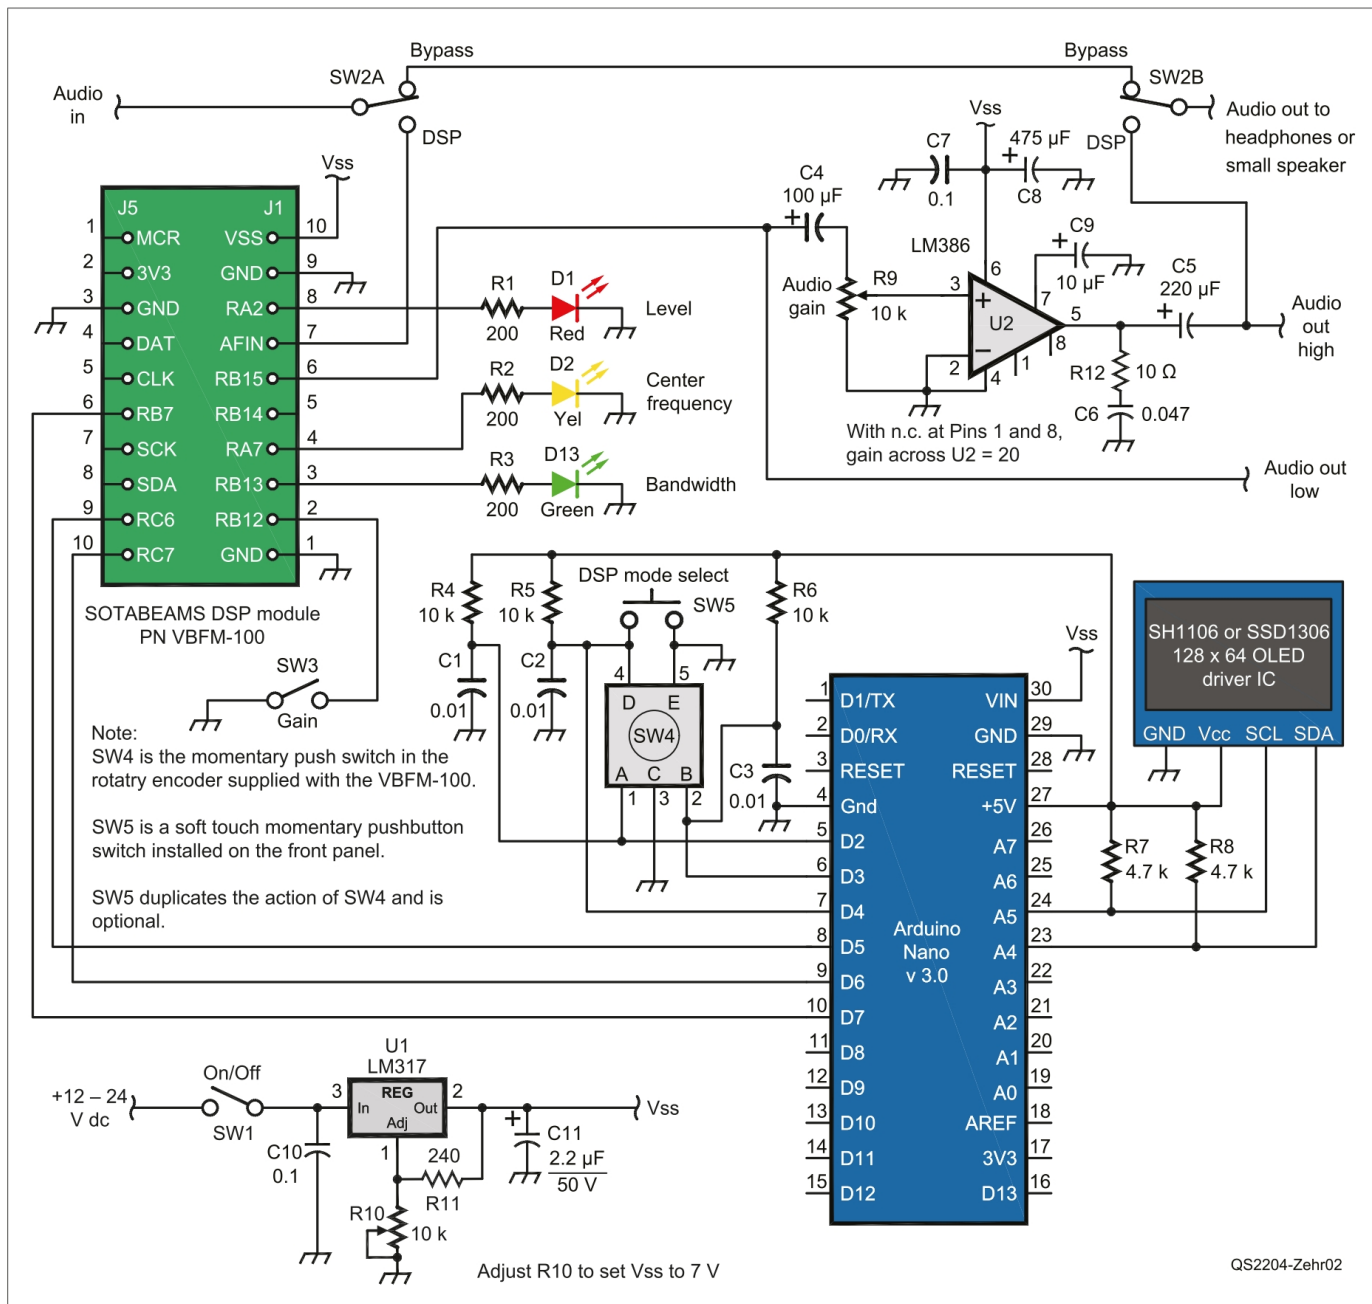 Bypass
Bypass
SW2A
SW2B
Audio
in
DSP
DSP
Audio out to
headphones or
small speaker
Vss
Vss
C7
0.1
475 µF
C8
C4
100 µF
LM386
C9
10 µF
C5
220 µF
Audio
gain
R9
10 k
3
6
7
5
2
4
1
8
U2
R12
10 Ω
C6
0.047
Audio
out
high
With n.c. at Pins 1 and 8,
gain across U2 = 20
Audio out
low
J5
J1
1 MCR VSS 10
2 3V3 GND 9
3 GND RA2 8
4 DAT AFIN 7
5 CLK RB15 6
6 RB7 RB14 5
7 SCK RA7 4
8 SDA RB13 3
9 RC6 RB12 2
10 RC7 GND 1
R1
200
D1
Red
Level
R2
200
D2
Yel
Center
frequency
R3
200
D13
Green
Bandwidth
SOTABEAMS DSP module
PN VBFM-100
SW3
Gain
Note:
SW4 is the momentary push switch in the
rotatry encoder supplied with the VBFM-100.
SW5 is a soft touch momentary pushbutton
switch installed on the front panel.
SW5 duplicates the action of SW4 and is
optional.
R4
10 k
R5
10 k
DSP mode select
SW5
R6
10 k
C1
0.01
C2
0.01
4
5
D E
SW4
A C B
1 3 2
C3
0.01
Vss
1 D1/TX VIN 30
2 D0/RX GND 29
3 RESET RESET 28
4 Gnd +5V 27
5 D2 A7 26
6 D3 A6 25
7 D4 A5 24
8 D5 A4 23
9 D6 A3 22
10 D7 A2 21
11 D8 A1 20
12 D9 A0 19
13 D10 AREF 18
14 D11 3V3 17
15 D12 D13 16
Arduino
Nano
v 3.0
SH1106 or SSD1306
128 x 64 OLED
driver IC
GND Vcc SCL SDA
R7
4.7 k
R8
4.7 k
U1
LM317
REG
In Out
Adj
3
2
1
+12 – 24
V dc
On/Off
SW1
C10
0.1
240
R11
R10
10 k
C11
2.2 µF
50 V
Vss
Adjust R10 to set Vss to 7 V
QS2204-Zehr02